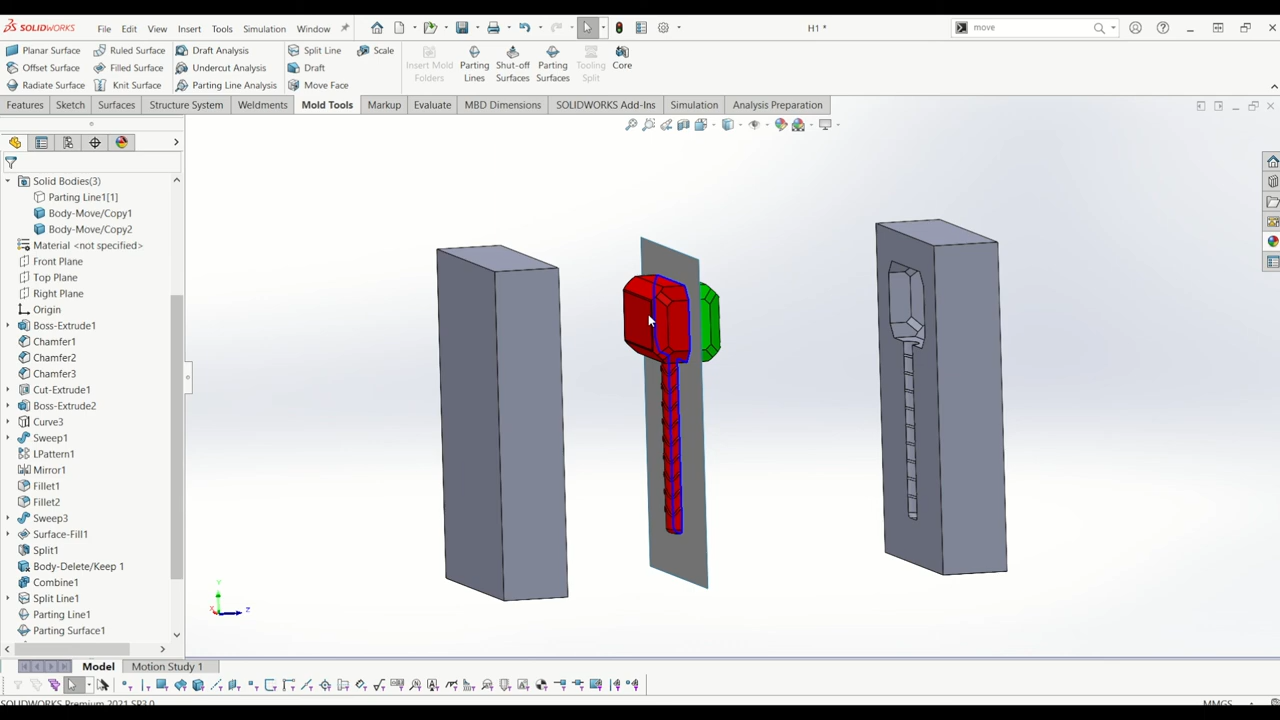 SOLIDWORKS File Edit View Insert Tools Simulation Window H1 * move
Planar Surface Ruled Surface Draft Analysis Split Line Scale
Offset Surface Filled Surface Undercut Analysis Draft
Radiate Surface Knit Surface Parting Line Analysis Move Face
Insert Mold Folders
Parting Lines
Shut-off Surfaces
Parting Surfaces
Tooling Split
Core
Features Sketch Surfaces Structure System Weldments Mold Tools Markup Evaluate MBD Dimensions SOLIDWORKS Add-Ins Simulation Analysis Preparation
Solid Bodies(3)
Parting Line1[1]
Body-Move/Copy1
Body-Move/Copy2
Material <not specified>
Front Plane
Top Plane
Right Plane
Origin
Boss-Extrude1
Chamfer1
Chamfer2
Chamfer3
Cut-Extrude1
Boss-Extrude2
Curve3
Sweep1
LPattern1
Mirror1
Fillet1
Fillet2
Sweep3
Surface-Fill1
Split1
Body-Delete/Keep 1
Combine1
Split Line1
Parting Line1
Parting Surface1
Y
X Z
Model Motion Study 1
SOLIDWORKS Premium 2021 SP3.0 MMGS